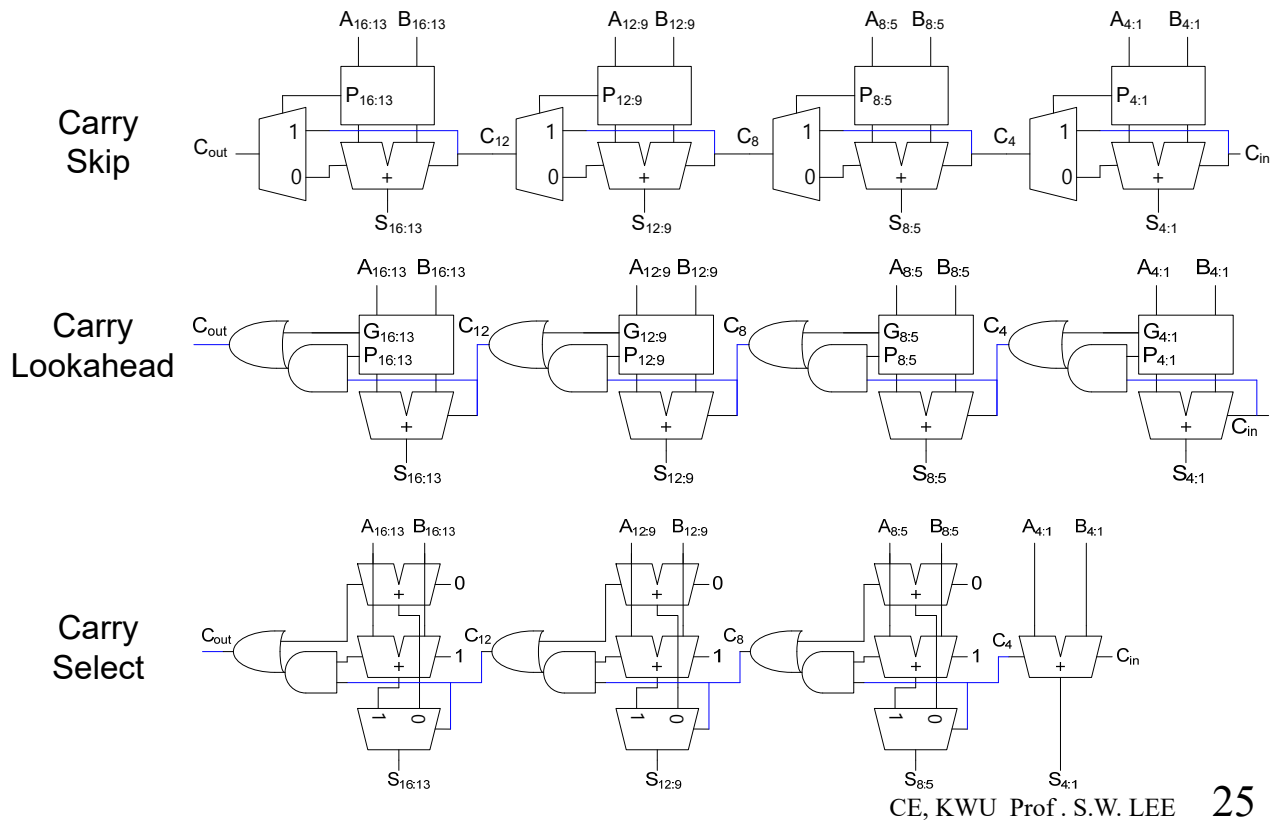 A16:13 B16:13 A12:9 B12:9 A8:5 B8:5 A4:1 B4:1
Carry
Skip
P16:13 P12:9 P8:5 P4:1
1 1 1 1
Cout C12 C8 C4 Cin
0 + 0 + 0 + 0 +
S16:13 S12:9 S8:5 S4:1
A16:13 B16:13 A12:9 B12:9 A8:5 B8:5 A4:1 B4:1
Carry
Lookahead
Cout G16:13 C12 G12:9 C8 G8:5 C4 G4:1
P16:13 P12:9 P8:5 P4:1
+ + + + Cin
S16:13 S12:9 S8:5 S4:1
A16:13 B16:13 A12:9 B12:9 A8:5 B8:5 A4:1 B4:1
+ 0 + 0 + 0
Carry
Select
Cout + 1 C12 + 1 C8 + 1 C4 + Cin
1 0 1 0 1 0
S16:13 S12:9 S8:5 S4:1
CE, KWU Prof . S.W. LEE 25